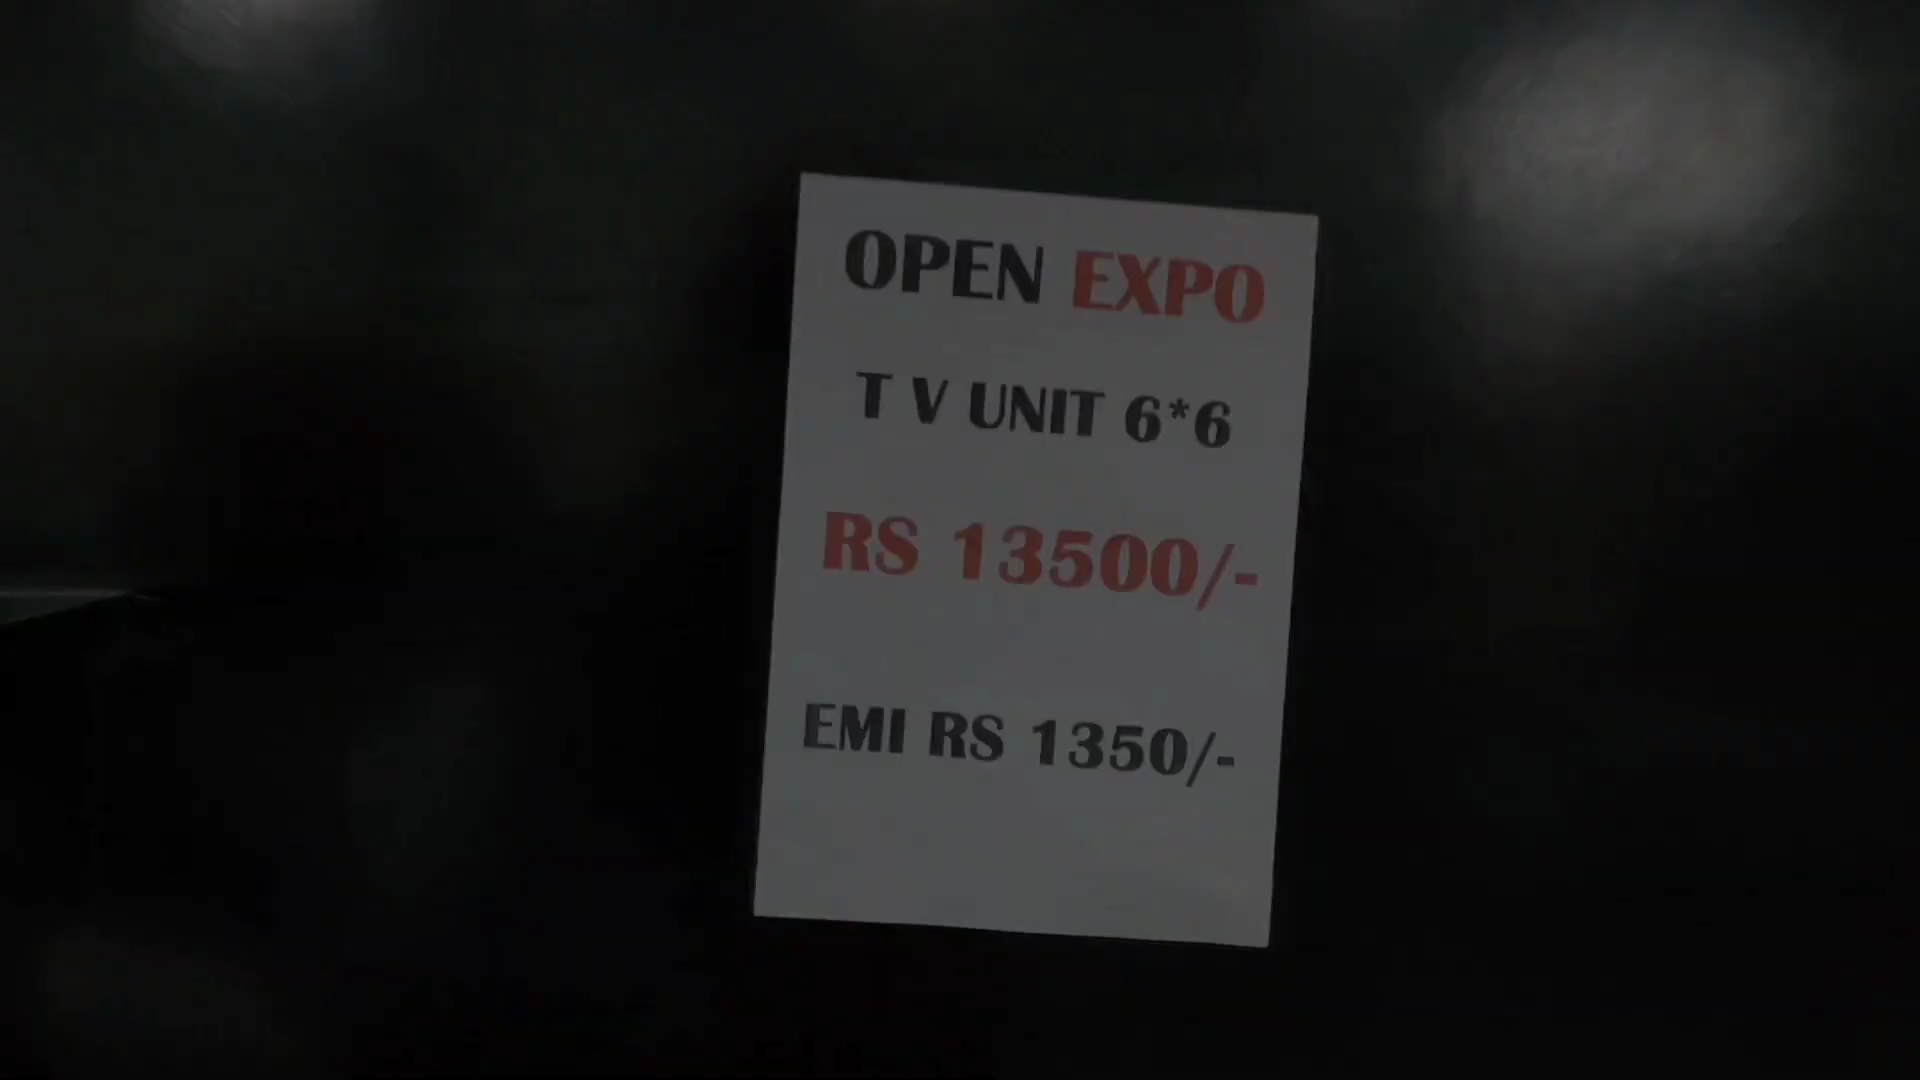 OPEN EXPO
T V UNIT 6*6
RS 13500/-
EMI RS 1350/-